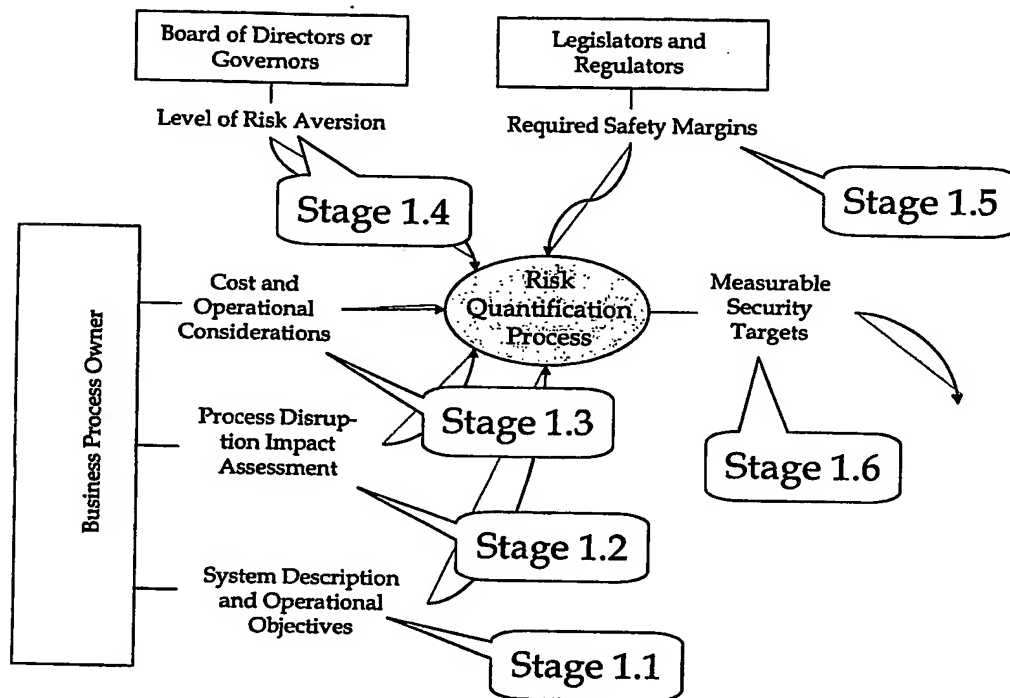 Board of Directors or
Governors
Legislators and
Regulators
Level of Risk Aversion
Required Safety Margins
Stage 1.4
Stage 1.5
Business Process Owner
Cost and
Operational
Considerations
Risk
Quantification
Process
Measurable
Security
Targets
Stage 1.3
Stage 1.6
Process Disrup-
tion Impact
Assessment
Stage 1.2
System Description
and Operational
Objectives
Stage 1.1